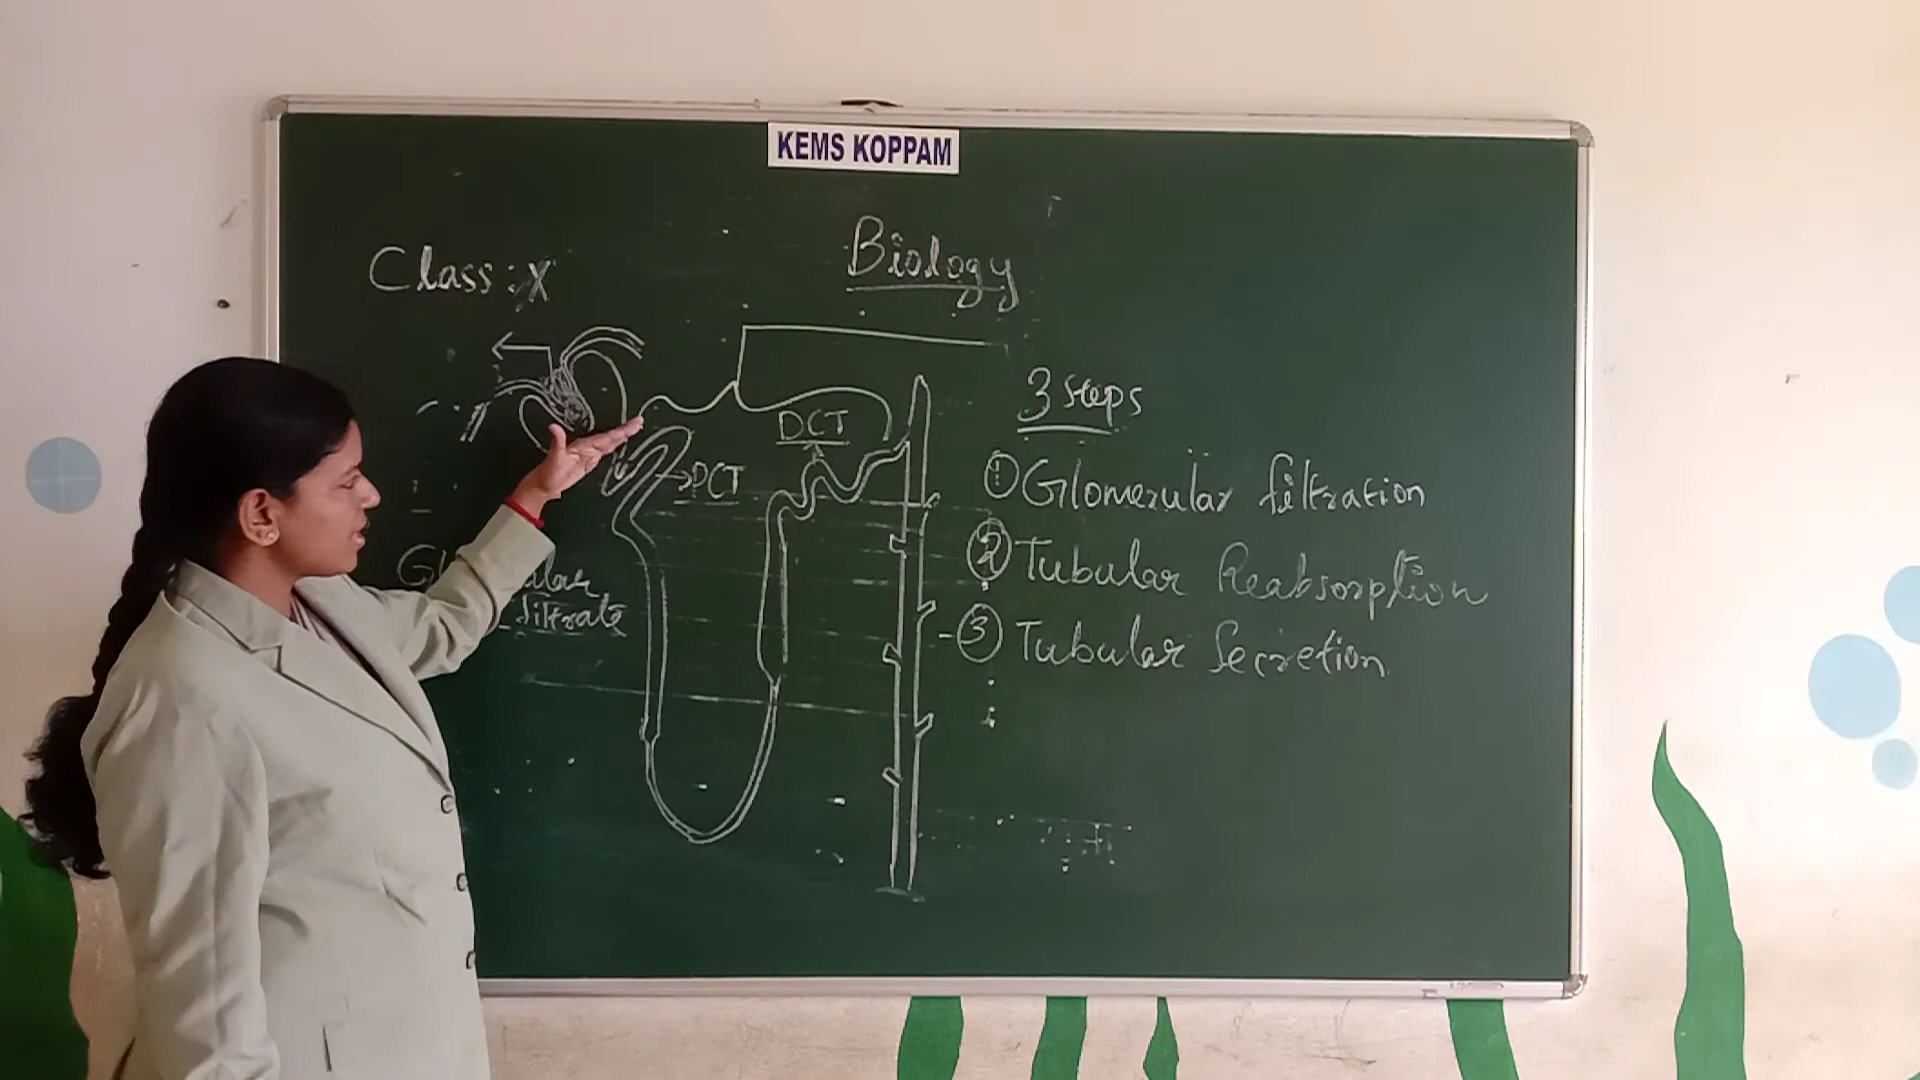 KEMS KOPPAM
Biology
Class: X
3 steps
DCT
PCT
① Glomerular filtration
② Tubular Reabsorption
③ Tubular Secretion
filtrate